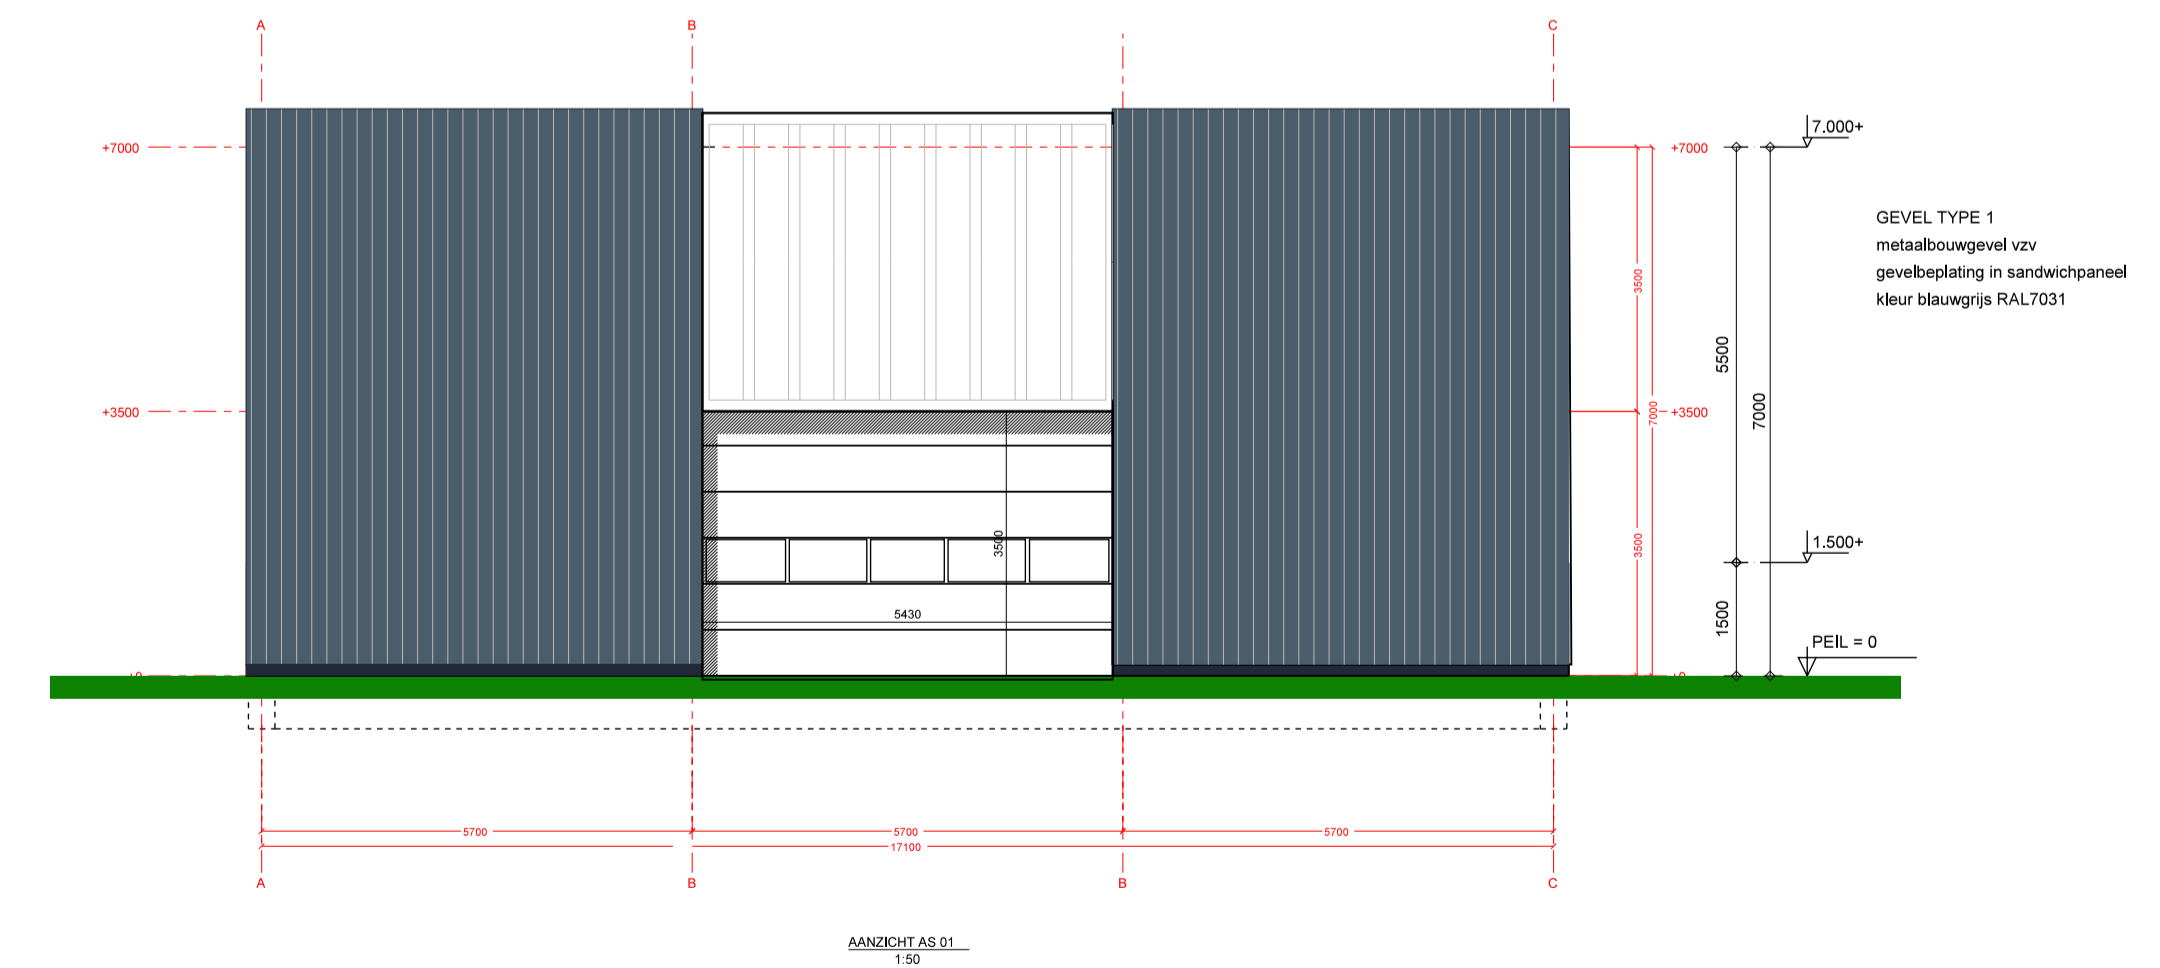 A
B
C
+7000
+7000
7.000+
GEVEL TYPE 1
metaalbouwgevel vzv
gevelbeplating in sandwichpaneel
kleur blauwgrijs RAL7031
3500
5500
7000
7000
+3500
+3500
3500
3500
1.500+
5430
1500
PEIL = 0
+0
+0
5700
5700
5700
17100
A
B
B
C
AANZICHT AS 01
1:50